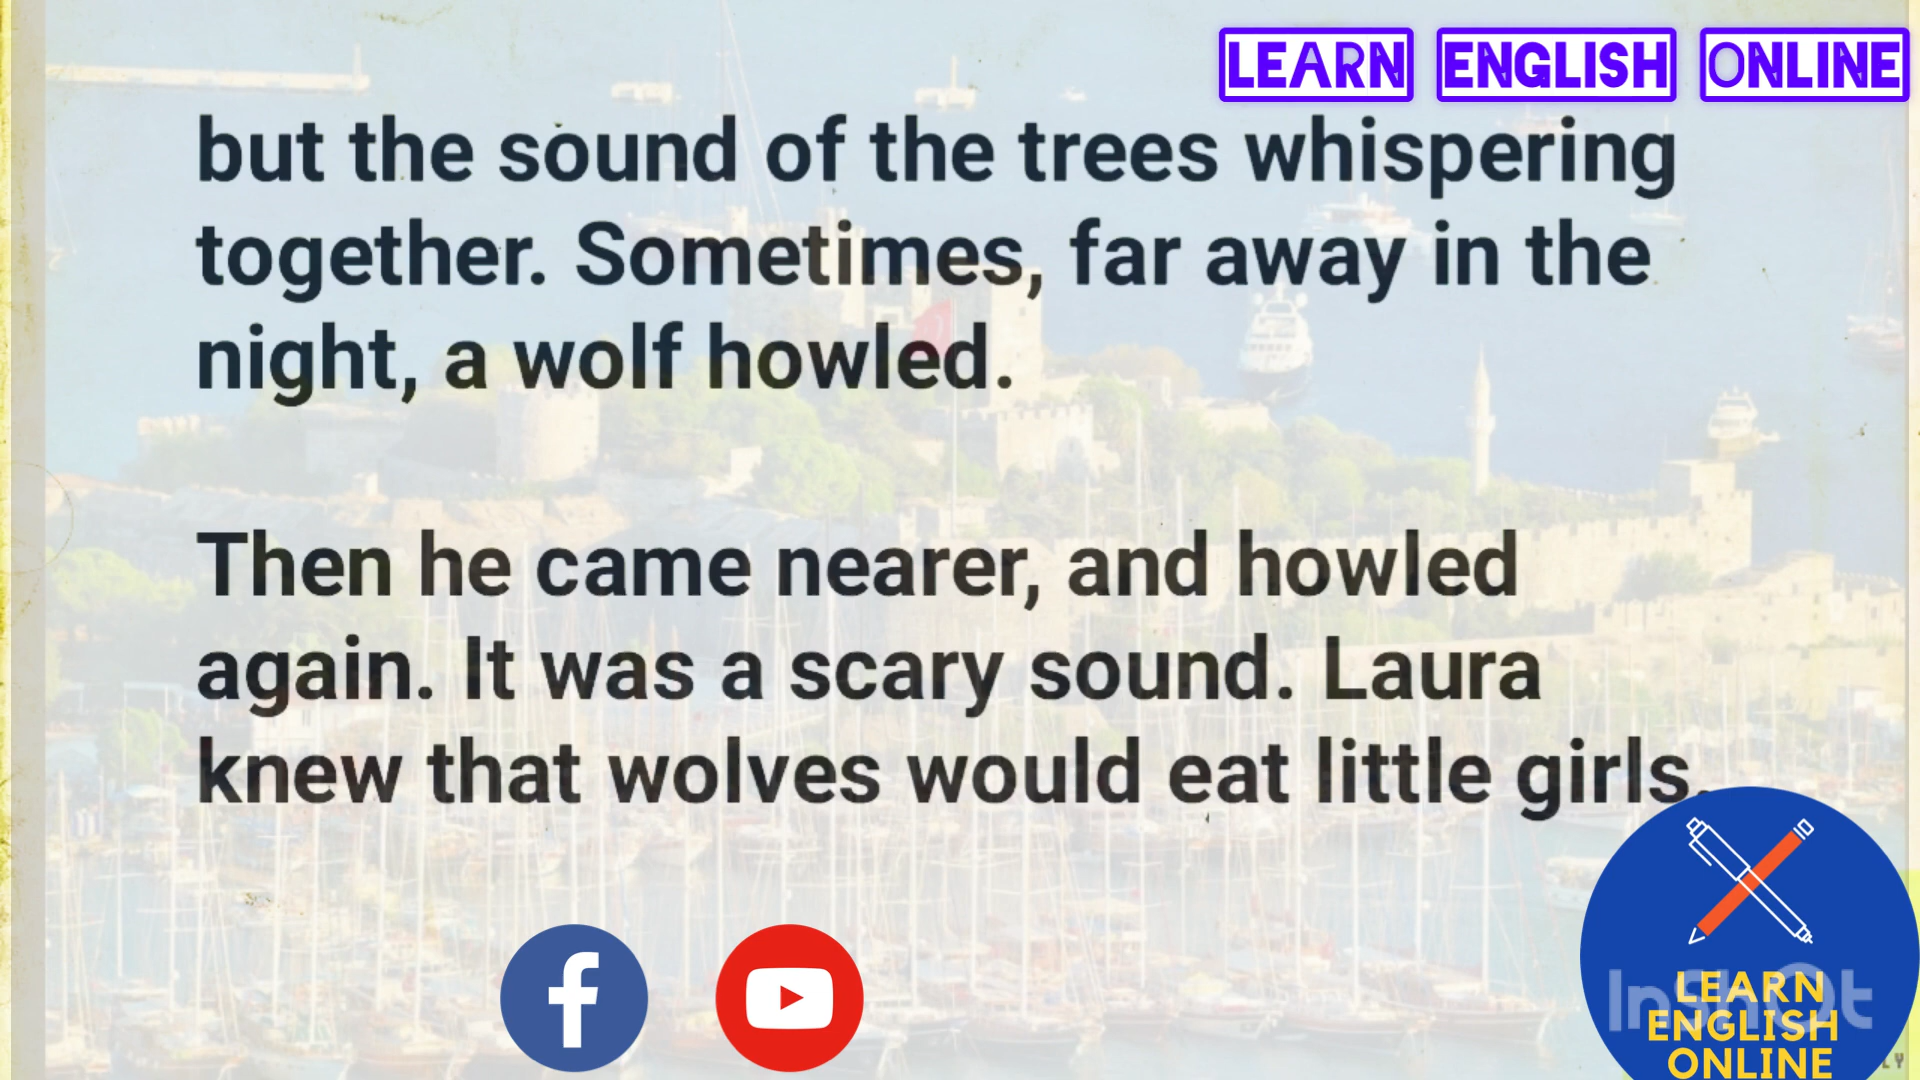 LEARN ENGLISH ONLINE
but the sound of the trees whispering
together. Sometimes, far away in the
night, a wolf howled.
Then he came nearer, and howled
again. It was a scary sound. Laura
knew that wolves would eat little girls.
f
InShOt
LEARN
ENGLISH
ONLINE
LY